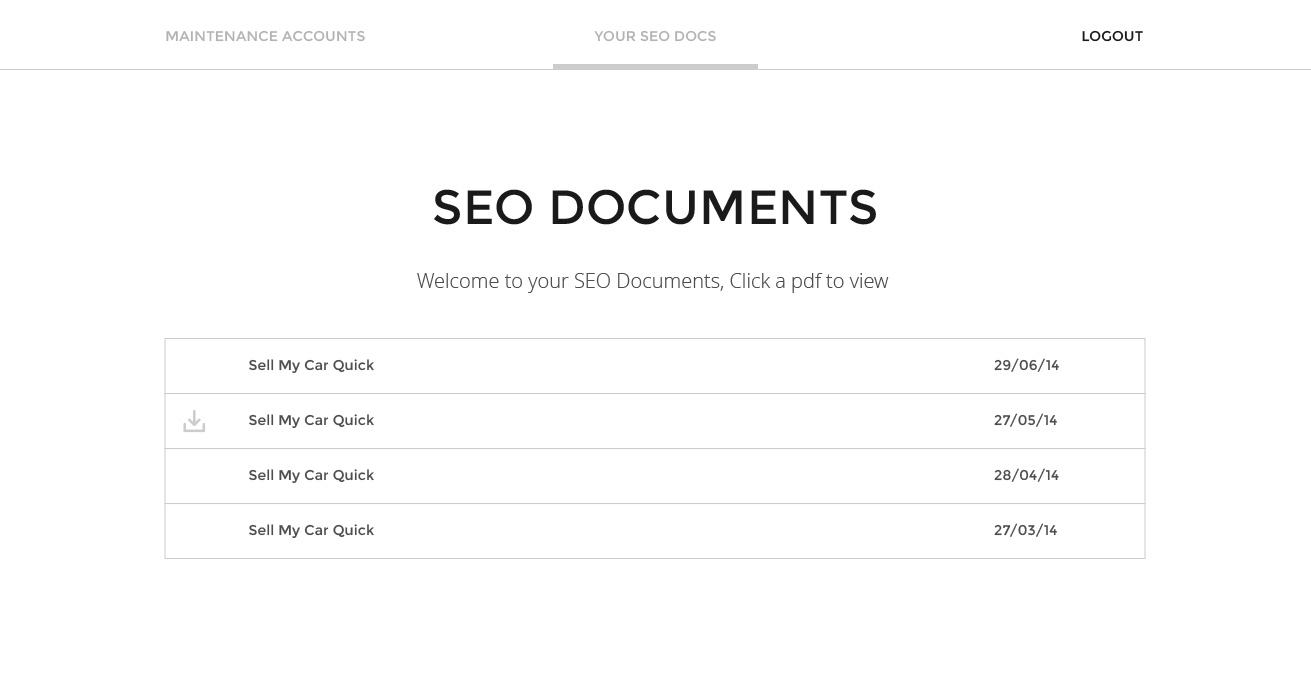 MAINTENANCE ACCOUNTS YOUR SEO DOCS LOGOUT
SEO DOCUMENTS
Welcome to your SEO Documents, Click a pdf to view
Sell My Car Quick 29/06/14
Sell My Car Quick 27/05/14
Sell My Car Quick 28/04/14
Sell My Car Quick 27/03/14